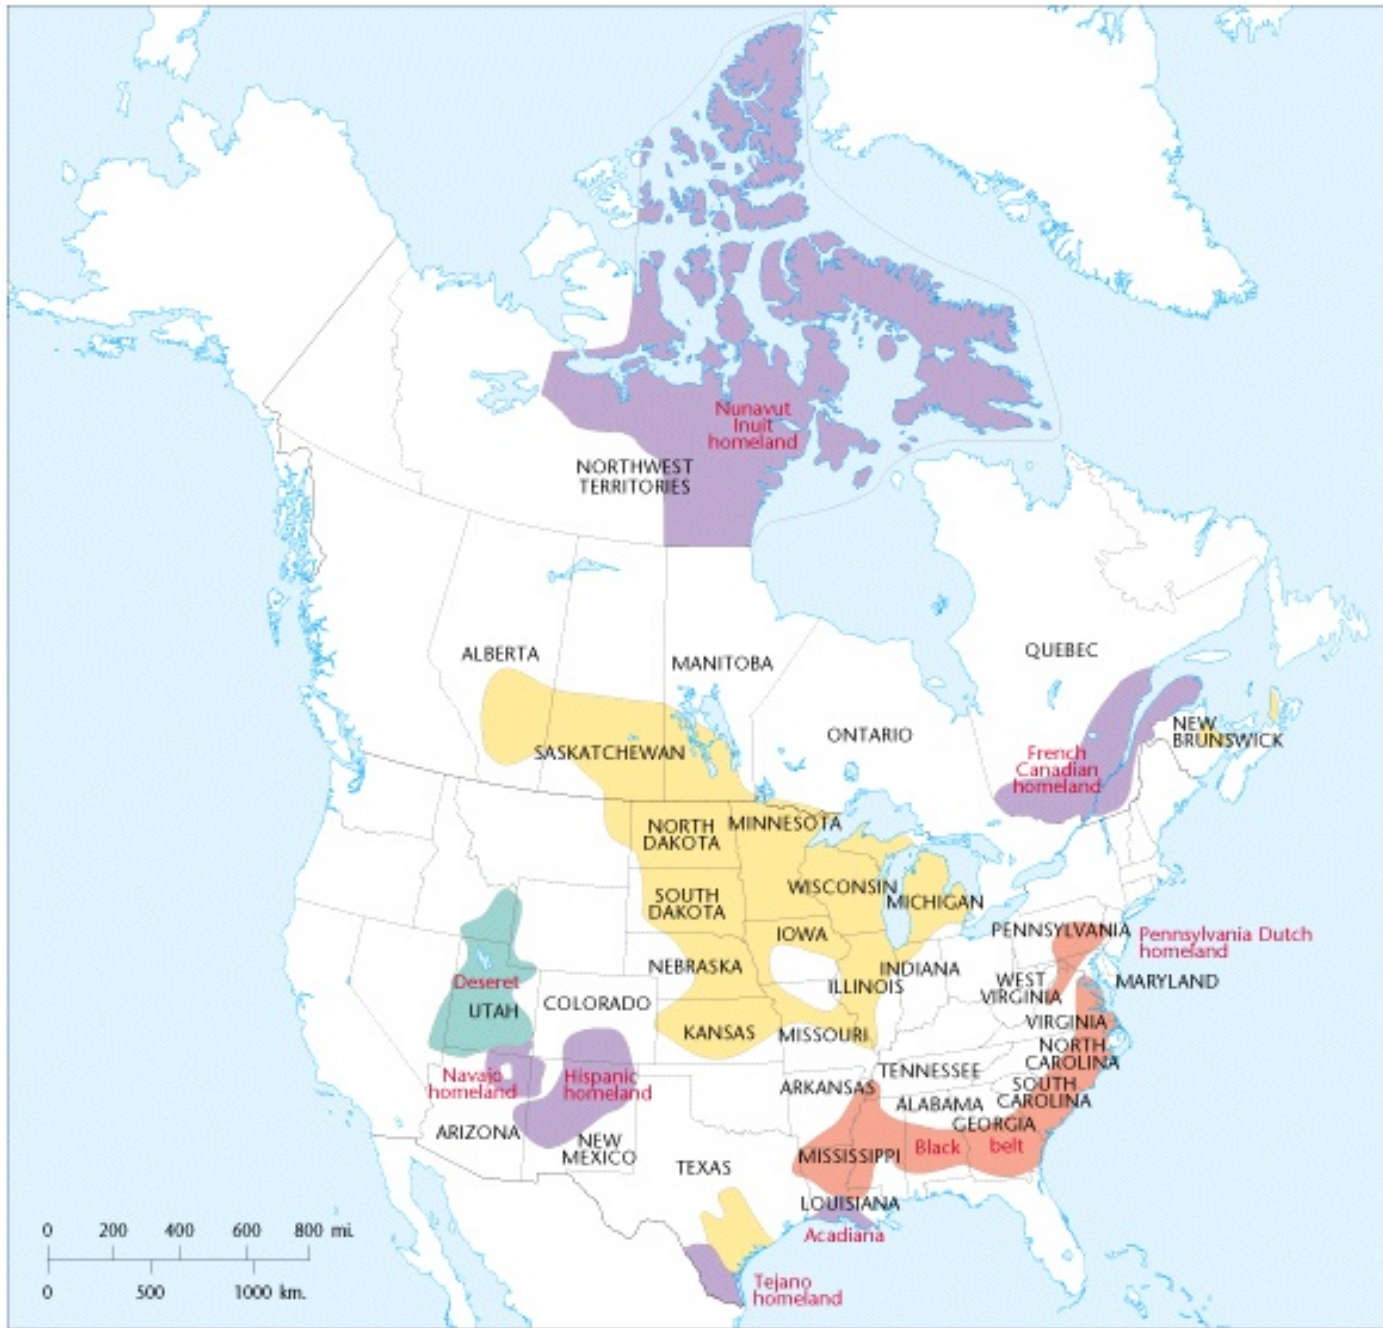 Nunavut
Inuit
homeland
NORTHWEST
TERRITORIES
ALBERTA
MANITOBA
QUEBEC
SASKATCHEWAN
ONTARIO
NEW
BRUNSWICK
French
Canadian
homeland
NORTH
DAKOTA
MINNESOTA
SOUTH
DAKOTA
WISCONSIN
MICHIGAN
IOWA
PENNSYLVANIA
Pennsylvania Dutch
homeland
NEBRASKA
INDIANA
ILLINOIS
WEST
VIRGINIA
MARYLAND
Deseret
UTAH
COLORADO
KANSAS
MISSOURI
VIRGINIA
NORTH
CAROLINA
Navajo
homeland
Hispanic
homeland
TENNESSEE
ARKANSAS
SOUTH
CAROLINA
ALABAMA
GEORGIA
ARIZONA
NEW
MEXICO
TEXAS
MISSISSIPPI
Black belt
LOUISIANA
Acadiana
Tejano
homeland
0 200 400 600 800 mi.
0 500 1000 km.